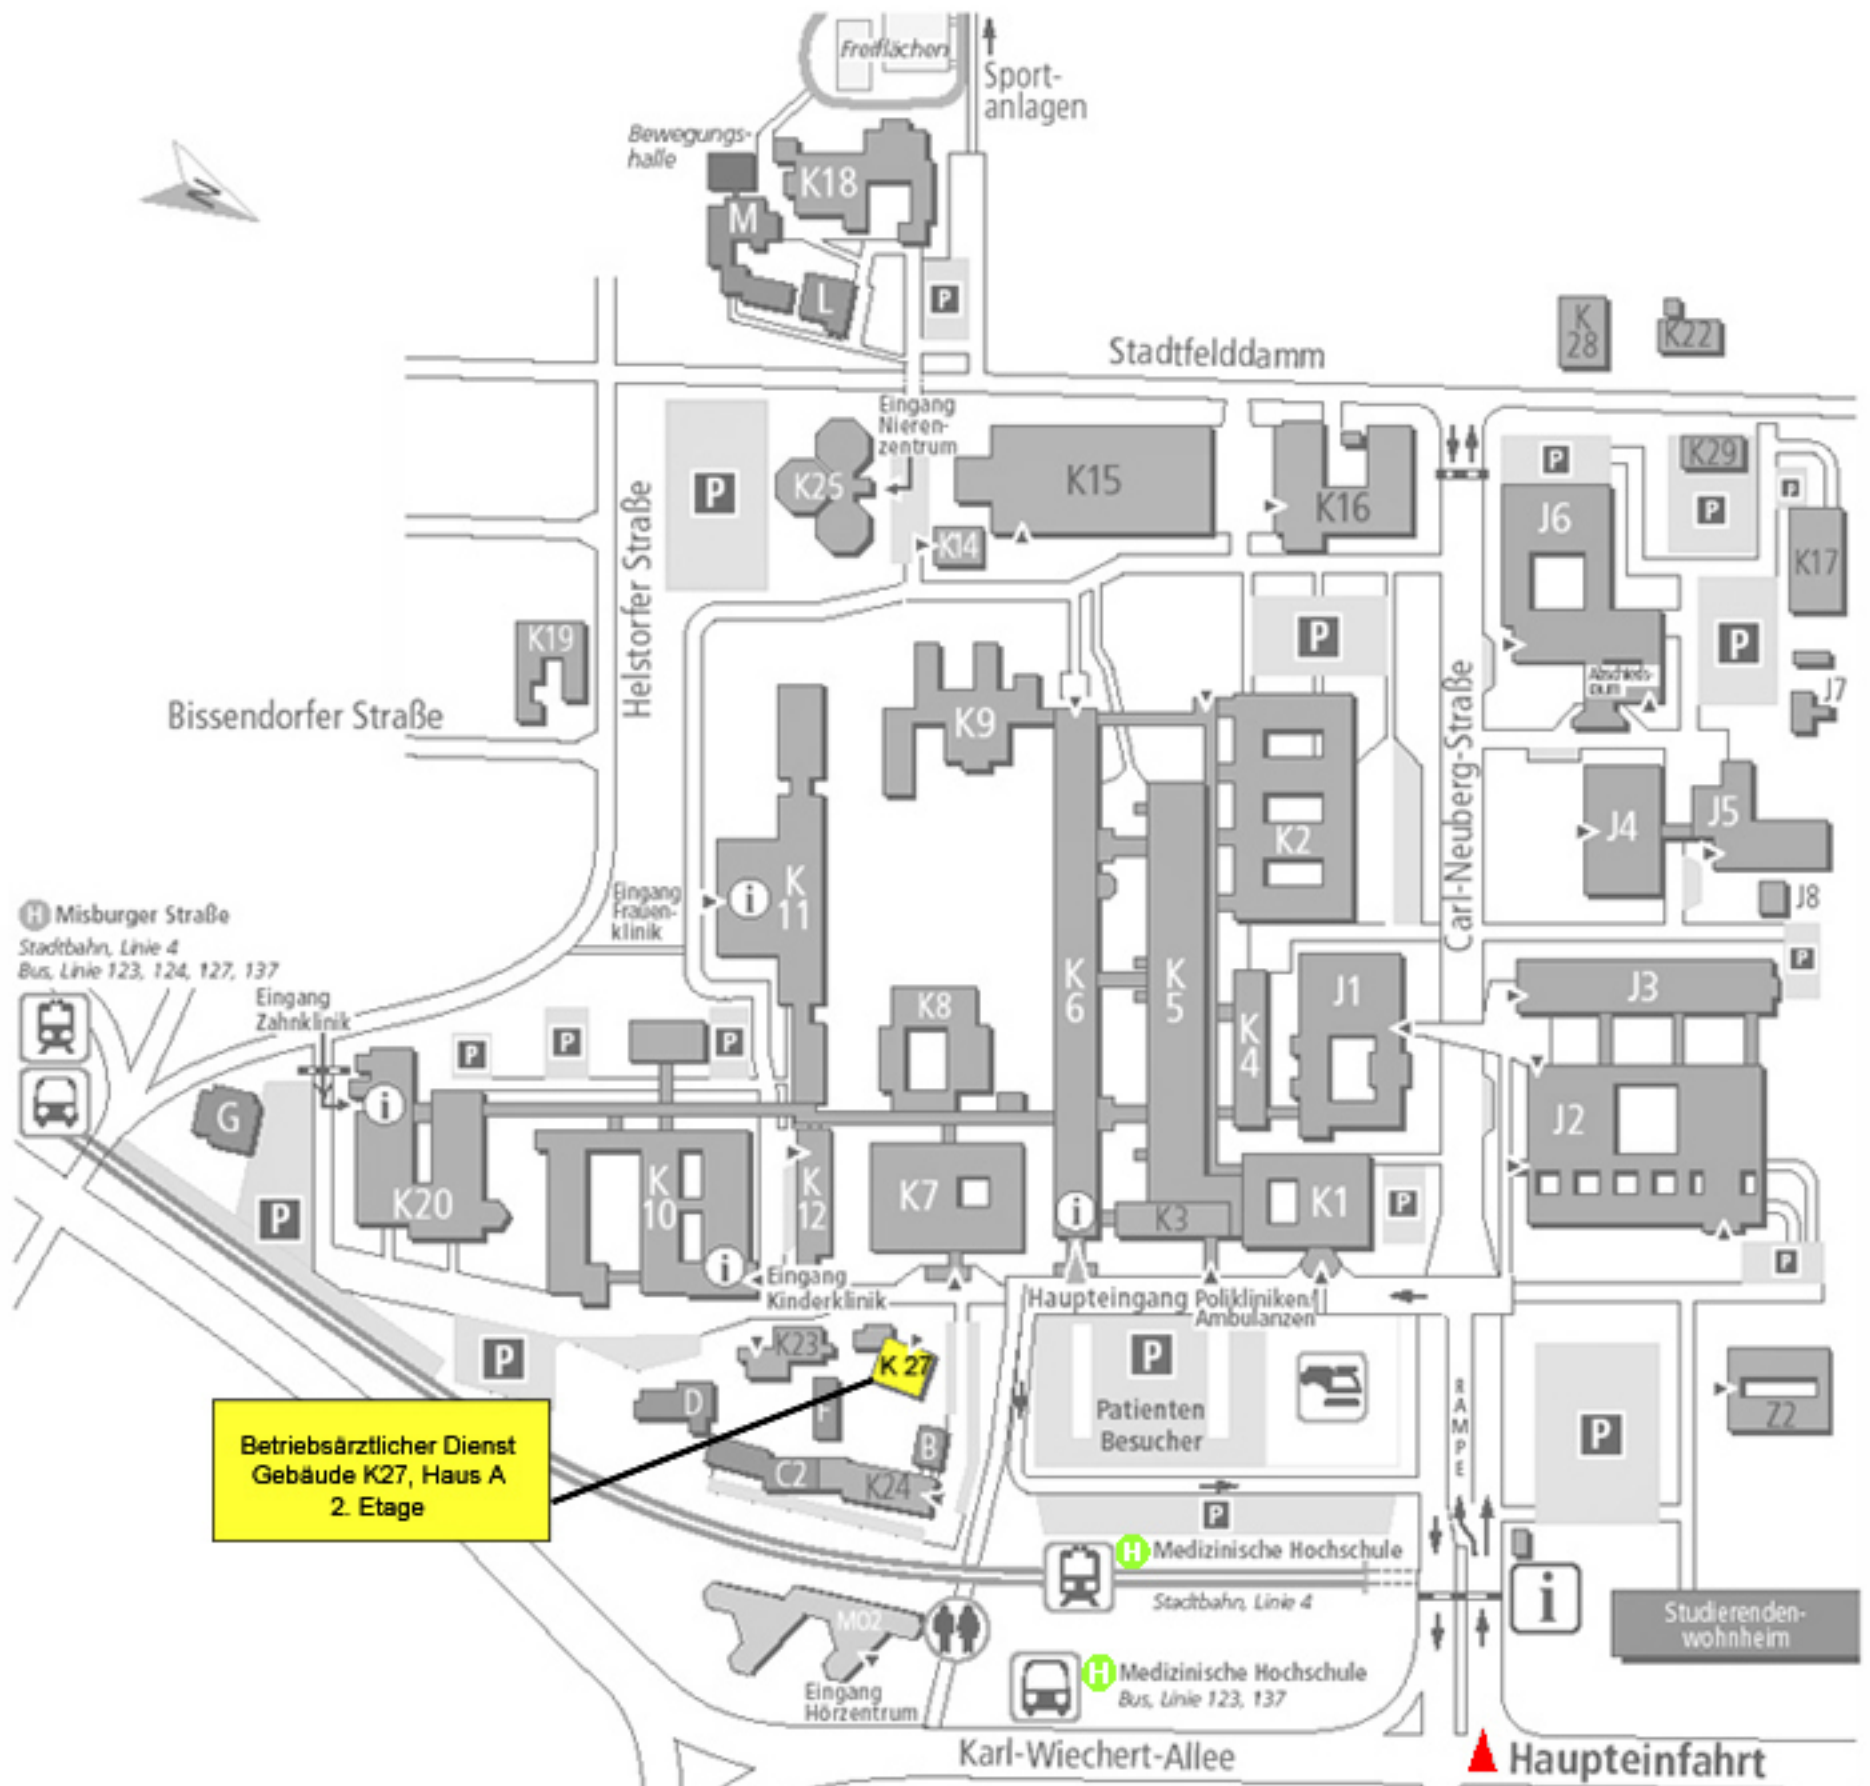 Freiflächen
Sport-
anlagen
Bewegungs-
halle
K18
M
L
P
N
K
28
K22
Stadtfelddamm
Eingang
Nieren-
zentrum
P
K25
K15
K14
K16
P
K29
P
P
J6
K17
Helstorfer Straße
K19
P
P
J7
Bissendorfer Straße
K9
Carl-Neuberg-Straße
K2
J4
J5
J8
K
11
i
Eingang
Frauen-
klinik
H Misburger Straße
Stadtbahn, Linie 4
Bus, Linie 123, 124, 127, 137
Eingang
Zahnklinik
P
P
P
K8
K
6
K
5
K
4
J1
J3
P
G
i
J2
P
K20
K
10
K
12
K7
i
K3
K1
P
P
i
Eingang
Kinderklinik
Haupteingang
Polikliniken/
Ambulanzen
P
K23
K 27
P
Patienten
Besucher
RAMPE
P
Z2
D
F
B
C2
K24
Betriebsärztlicher Dienst
Gebäude K27, Haus A
2. Etage
P
H Medizinische Hochschule
Stadtbahn, Linie 4
i
Studierenden-
wohnheim
M02
Eingang
Hörzentrum
H Medizinische Hochschule
Bus, Linie 123, 137
Karl-Wiechert-Allee
Haupteinfahrt